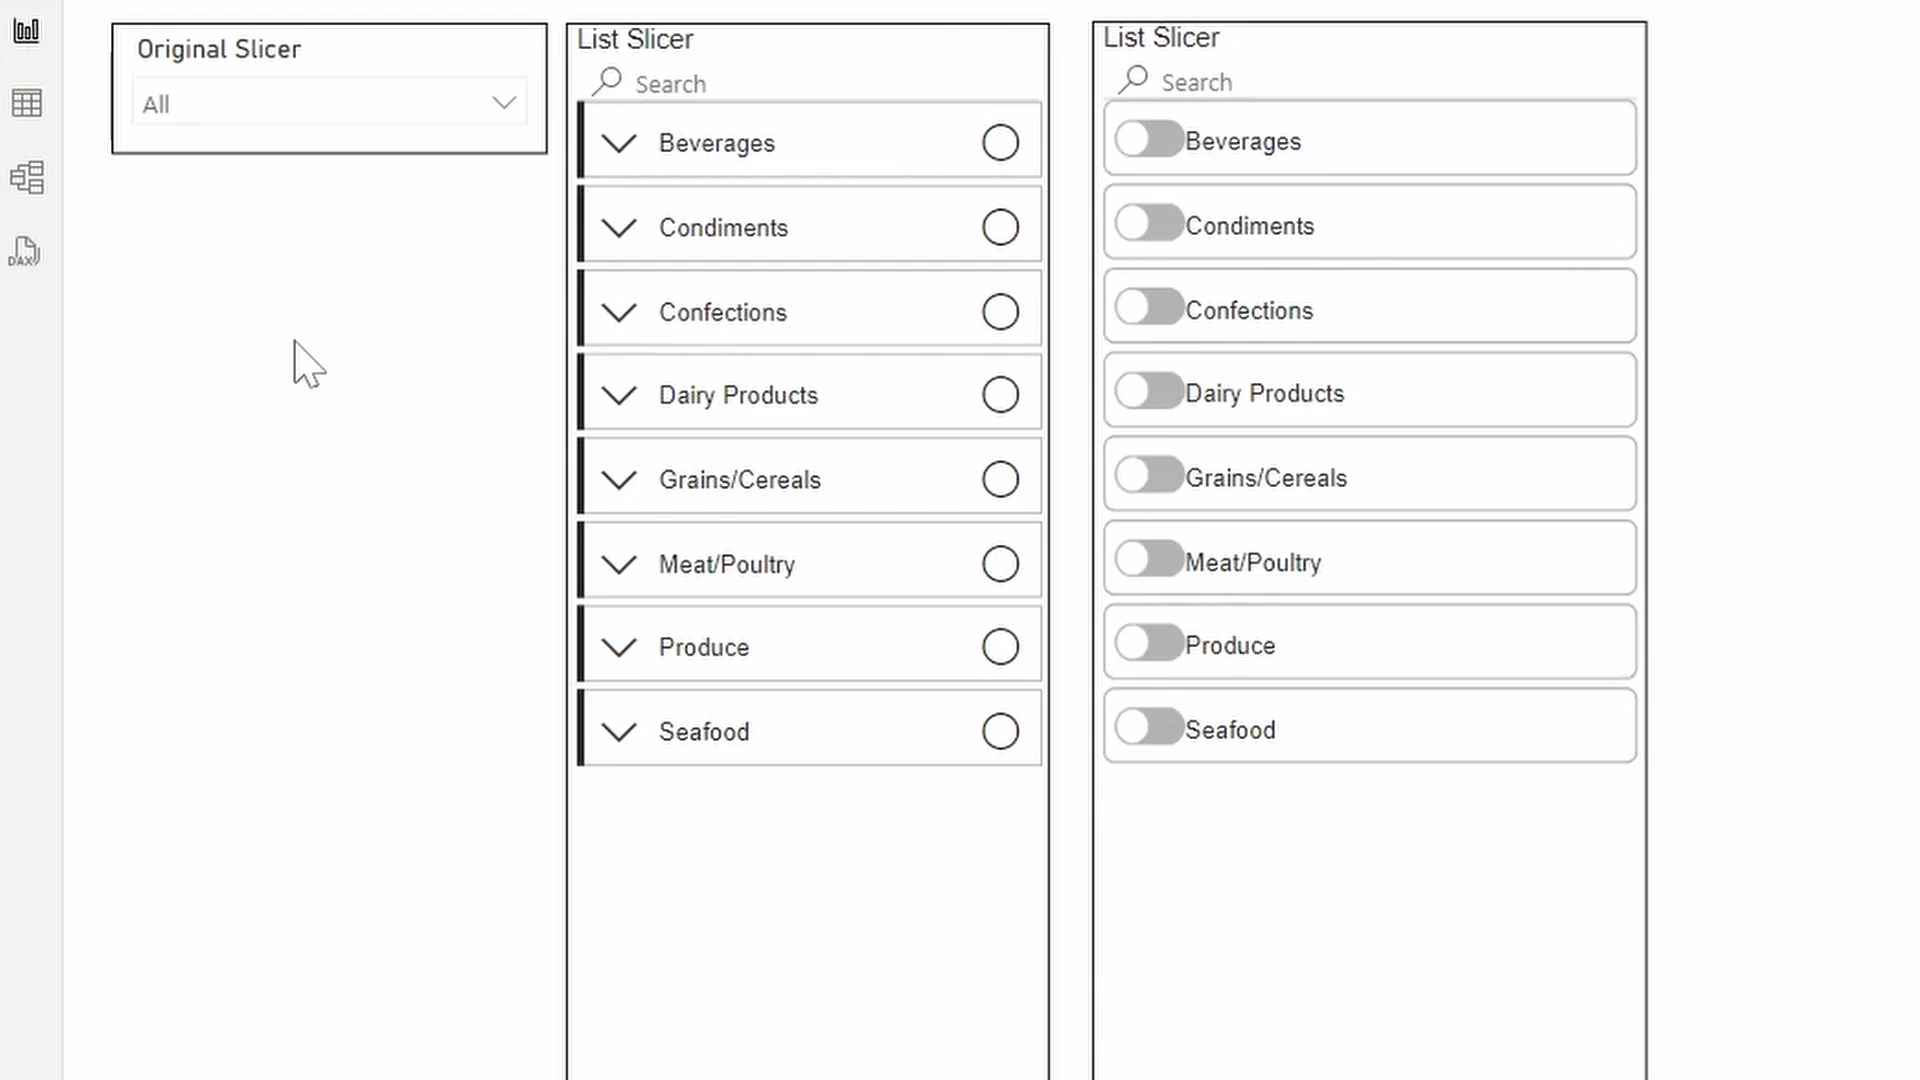 DAX
Original Slicer
All
List Slicer
Search
Beverages
Condiments
Confections
Dairy Products
Grains/Cereals
Meat/Poultry
Produce
Seafood
List Slicer
Search
Beverages
Condiments
Confections
Dairy Products
Grains/Cereals
Meat/Poultry
Produce
Seafood